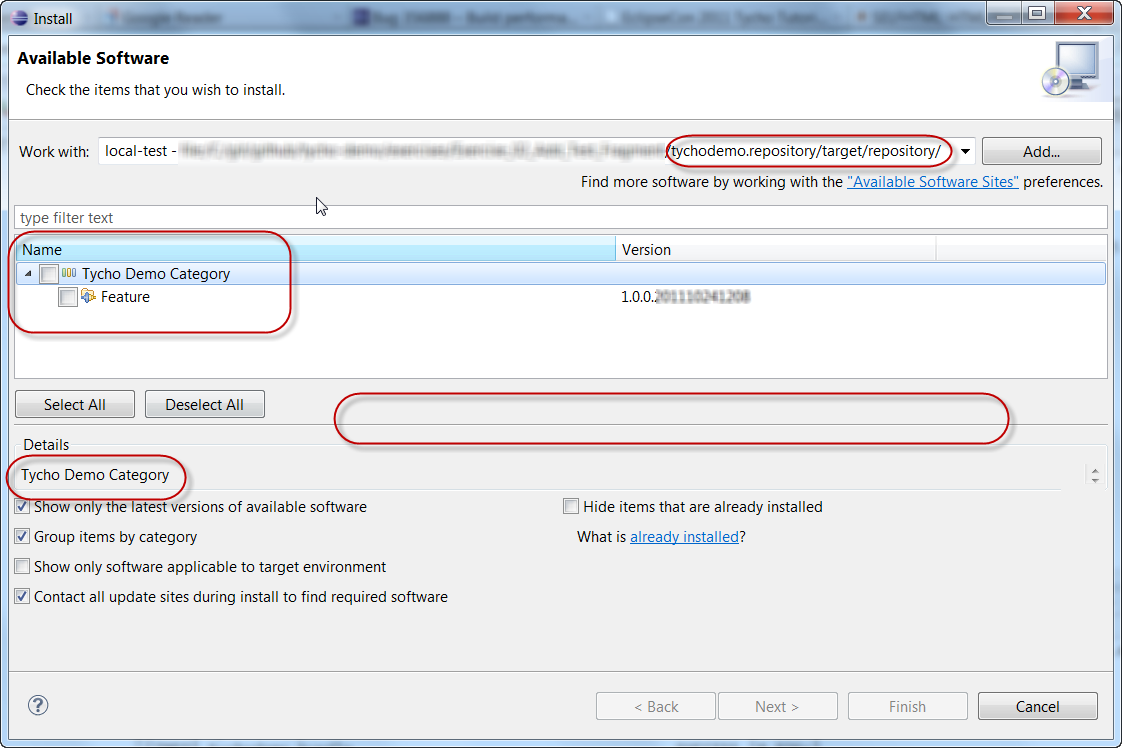 Install
Available Software
Check the items that you wish to install.
Work with: local-test - /tychodemo.repository/target/repository/ Add...
Find more software by working with the "Available Software Sites" preferences.
type filter text
Name Version
Tycho Demo Category
Feature 1.0.0.
Select All Deselect All
Details
Tycho Demo Category
Show only the latest versions of available software Hide items that are already installed
Group items by category What is already installed?
Show only software applicable to target environment
Contact all update sites during install to find required software
? < Back Next > Finish Cancel